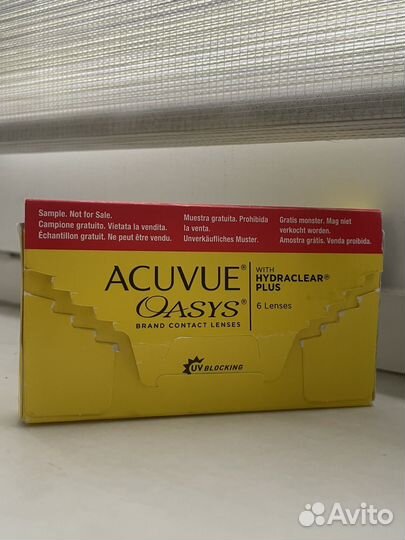 Sample. Not for Sale.
Campione gratuito. Vietata la vendita.
Échantillon gratuit. Ne peut être vendu.
Muestra gratuita. Prohibida
la venta.
Unverkäufliches Muster.
Gratis monster. Mag niet
verkocht worden.
Amostra grátis. Venda proibida.
ACUVUE®
OASYS®
BRAND CONTACT LENSES
WITH
HYDRACLEAR®
PLUS
6 Lenses
UV BLOCKING
Avito